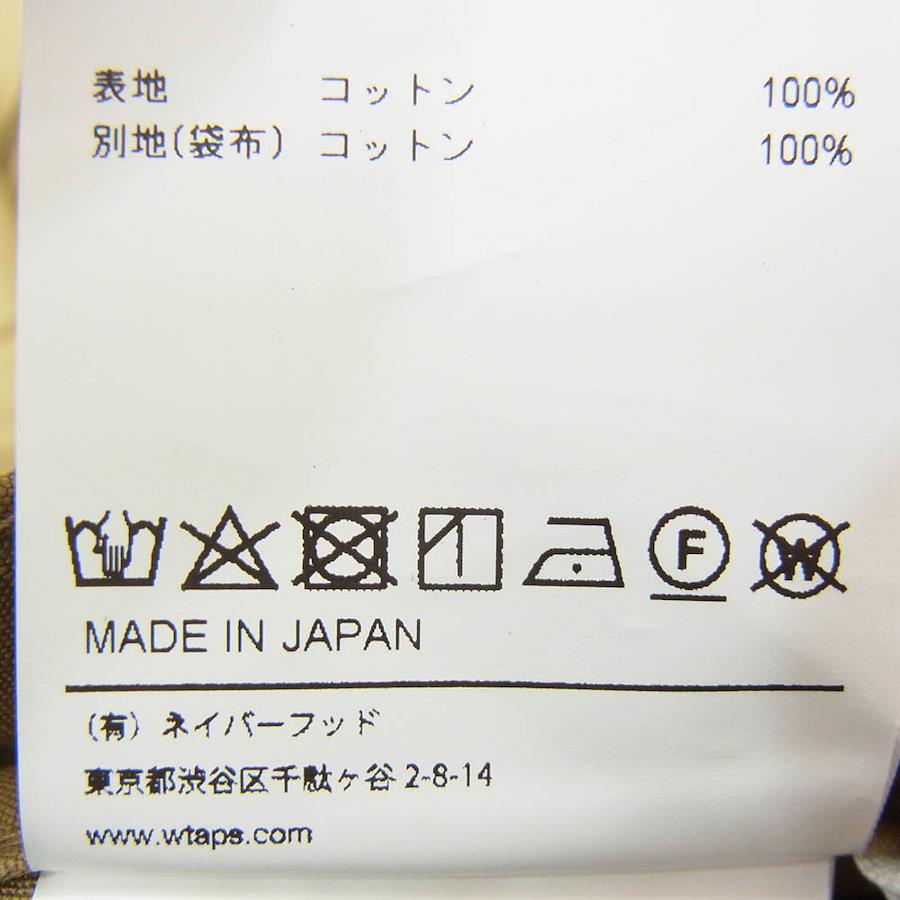 表地 コットン 100%
別地(袋布) コットン 100%
F W
MADE IN JAPAN
(有) ネイバーフッド
東京都渋谷区千駄ヶ谷 2-8-14
www.wtaps.com